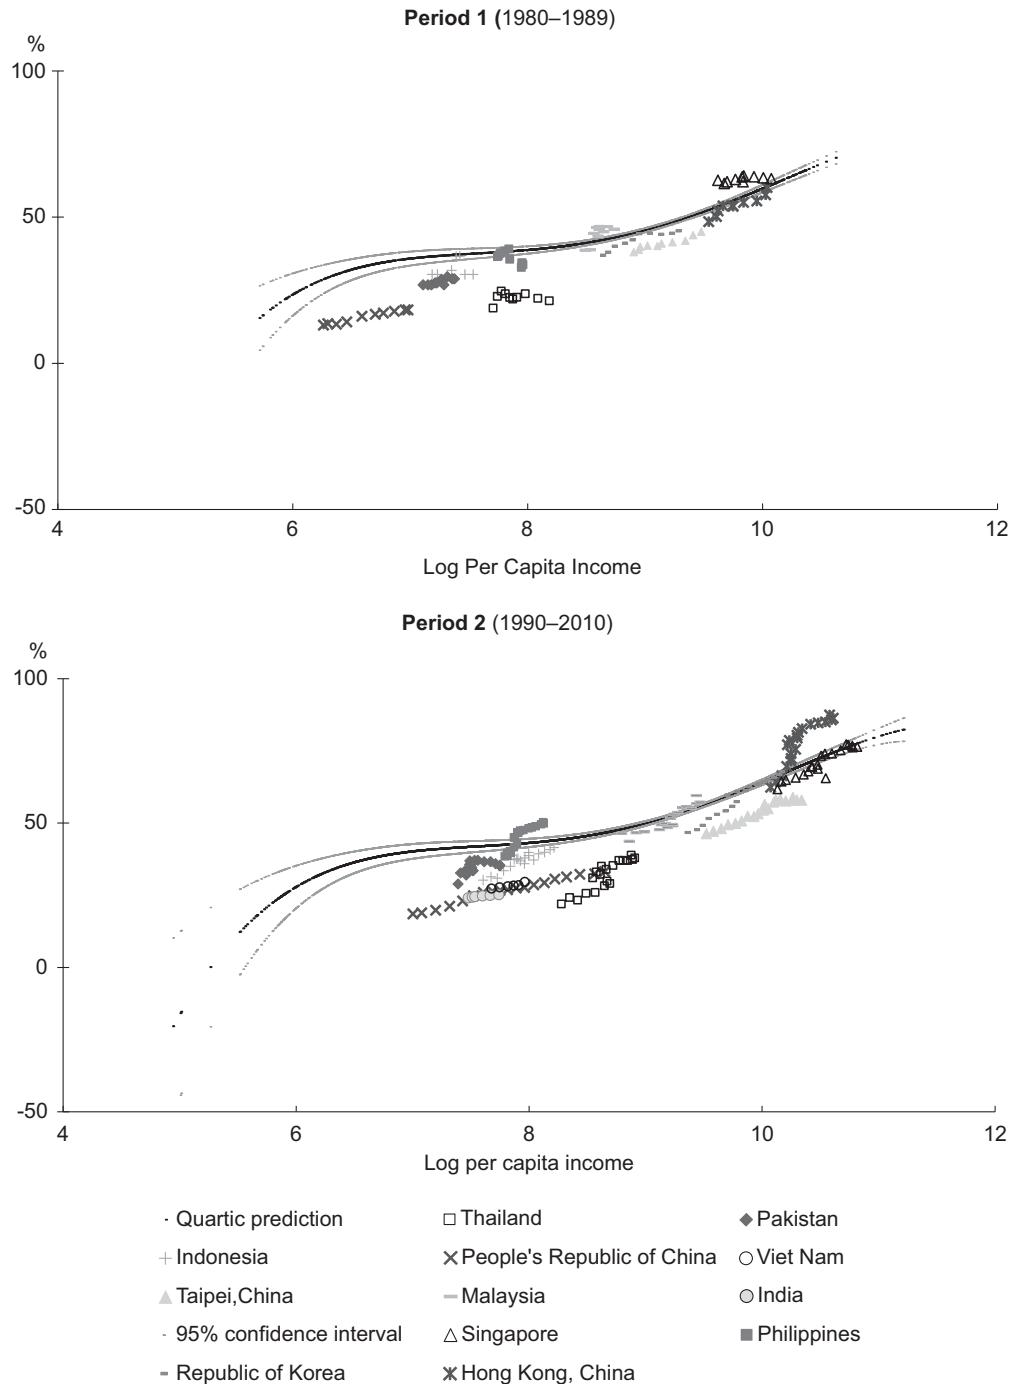 Period 1 (1980–1989)
%
100
50
0
-50
4 6 8 10 12
Log Per Capita Income
Period 2 (1990–2010)
%
100
50
0
-50
4 6 8 10 12
Log per capita income
Quartic prediction Thailand Pakistan
Indonesia People's Republic of China Viet Nam
Taipei,China Malaysia India
95% confidence interval Singapore Philippines
Republic of Korea Hong Kong, China